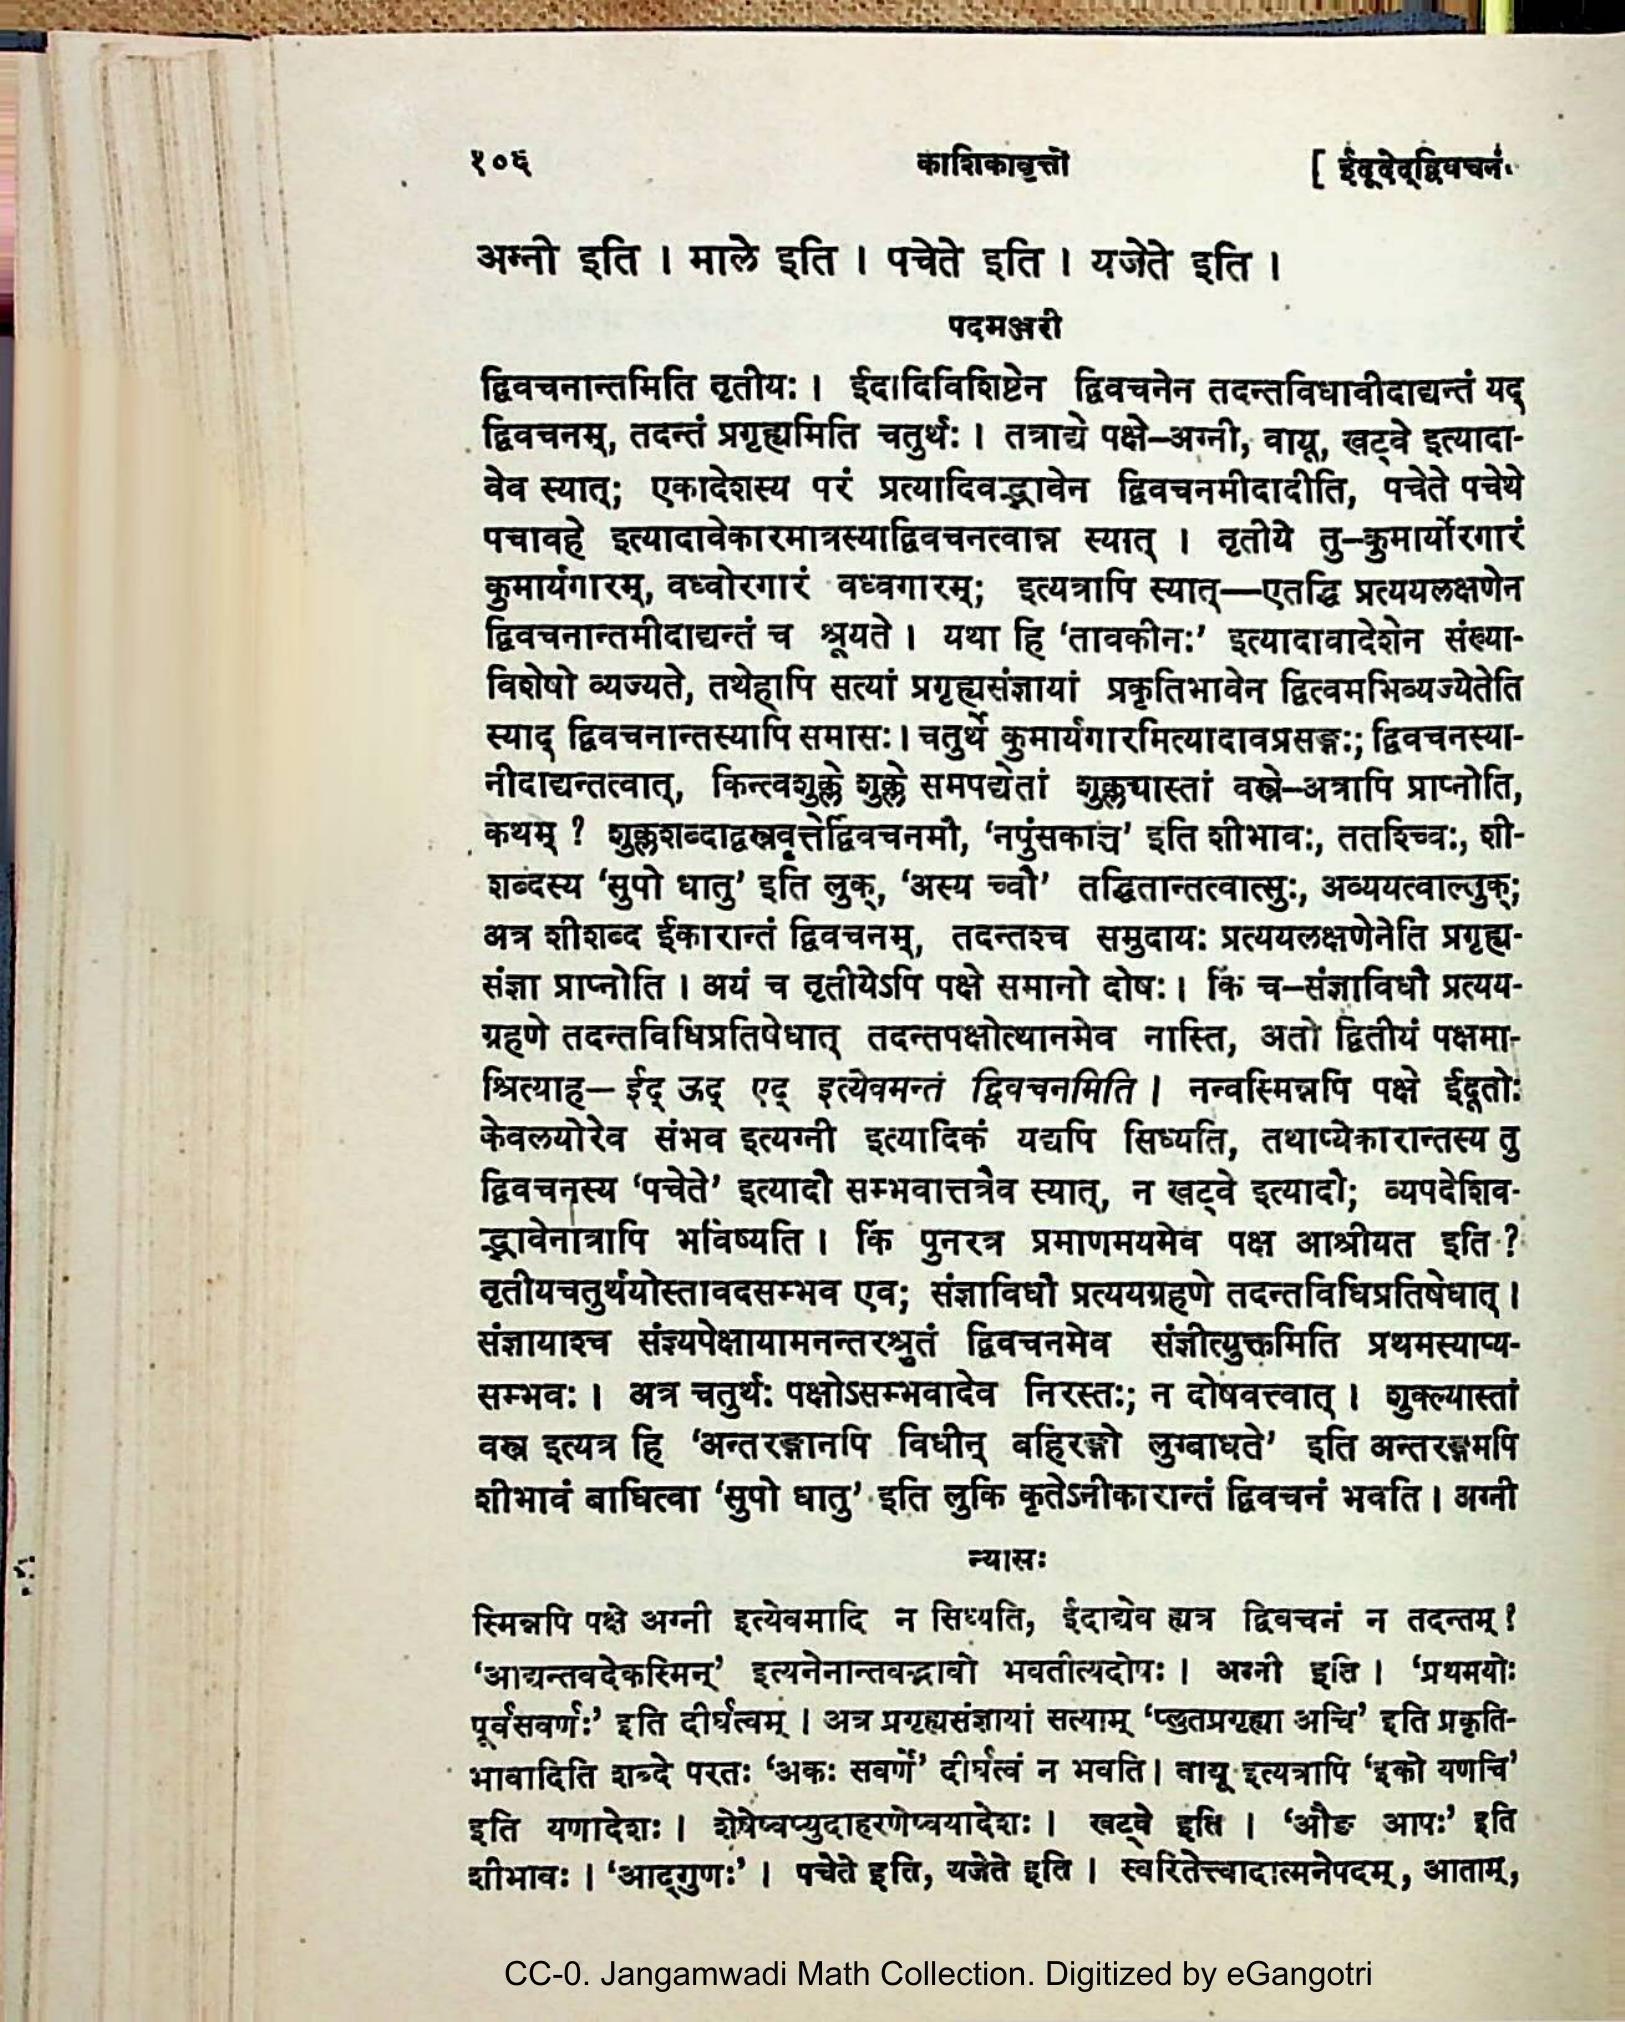 १०६ काशिकावृत्तौ [ ईदूदेद्द्विवचनं॰
अग्नी इति । माले इति । पचेते इति । यजेते इति ।
पदमञ्जरी
द्विवचनान्तमिति तृतीयः । ईदादिविशिष्टेन द्विवचनेन तदन्तविधावीदाद्यन्तं यद्
द्विवचनम्, तदन्तं प्रगृह्यमिति चतुर्थः । तत्राद्ये पक्षे–अग्नी, वायू, खट्वे इत्यादा-
वेव स्यात्; एकादेशस्य परं प्रत्यादिवद्भावेन द्विवचनमीदादीति, पचेते पचेथे
पचावहे इत्यादावेकारमात्रस्याद्विवचनत्वान्न स्यात् । तृतीये तु–कुमार्योरगारं
कुमार्यगारम्, वध्वोरगारं वध्वगारम्; इत्यत्रापि स्यात्—एतद्धि प्रत्ययलक्षणेन
द्विवचनान्तमीदाद्यन्तं च श्रूयते । यथा हि ‘तावकीनः’ इत्यादावादेशेन संख्या-
विशेषो व्यज्यते, तथेहापि सत्यां प्रगृह्यसंज्ञायां प्रकृतिभावेन द्वित्वमभिव्यज्येतेति
स्याद् द्विवचनान्तस्यापि समासः । चतुर्थे कुमार्यगारमित्यादावप्रसङ्गः; द्विवचनस्या-
नीदाद्यन्तत्वात्, किन्त्वशुक्ले शुक्ले समपद्येतां शुक्लयास्तां वस्त्रे–अत्रापि प्राप्नोति,
कथम् ? शुक्लशब्दाद्वस्त्रवृत्तेर्द्विवचनमौ, ‘नपुंसकाच्च’ इति शीभावः, ततश्च्विः, शी-
शब्दस्य ‘सुपो धातु’ इति लुक्, ‘अस्य च्वौ’ तद्धितान्तत्वात्सुः, अव्ययत्वाल्लुक्;
अत्र शीशब्द ईकारान्तं द्विवचनम्, तदन्तश्च समुदायः प्रत्ययलक्षणेनेति प्रगृह्य-
संज्ञा प्राप्नोति । अयं च तृतीयेऽपि पक्षे समानो दोषः । किं च–संज्ञाविधौ प्रत्यय-
ग्रहणे तदन्तविधिप्रतिषेधात् तदन्तपक्षोत्थानमेव नास्ति, अतो द्वितीयं पक्षमा-
श्रित्याह– ईद् ऊद् एद् इत्येवमन्तं द्विवचनमिति । नन्वस्मिन्नपि पक्षे ईदूतोः
केवलयोरेव संभव इत्यग्नी इत्यादिकं यद्यपि सिध्यति, तथाप्येकारान्तस्य तु
द्विवचनस्य ‘पचेते’ इत्यादौ सम्भवात्तत्रैव स्यात्, न खट्वे इत्यादौ; व्यपदेशिव-
द्भावेनात्रापि भविष्यति । किं पुनरत्र प्रमाणमयमेव पक्ष आश्रीयत इति ?
तृतीयचतुर्थयोस्तावदसम्भव एव; संज्ञाविधौ प्रत्ययग्रहणे तदन्तविधिप्रतिषेधात् ।
संज्ञायाश्च संज्ञ्यपेक्षायामनन्तरश्रुतं द्विवचनमेव संज्ञीत्युक्तमिति प्रथमस्याप्य-
सम्भवः । अत्र चतुर्थः पक्षोऽसम्भवादेव निरस्तः; न दोषवत्त्वात् । शुक्ल्यास्तां
वस्त्र इत्यत्र हि ‘अन्तरङ्गानपि विधीन् बहिरङ्गो लुग्बाधते’ इति अन्तरङ्गमपि
शीभावं बाधित्वा ‘सुपो धातु’ इति लुकि कृतेऽनीकारान्तं द्विवचनं भवति । अग्नी
न्यासः
स्मिन्नपि पक्षे अग्नी इत्येवमादि न सिध्यति, ईदाद्येव ह्यत्र द्विवचनं न तदन्तम् ?
‘आद्यन्तवदेकस्मिन्’ इत्यनेनान्तवद्भावो भवतीत्यदोषः । अग्नी इति । ‘प्रथमयोः
पूर्वसवर्णः’ इति दीर्घत्वम् । अत्र प्रगृह्यसंज्ञायां सत्याम् ‘प्लुतप्रगृह्या अचि’ इति प्रकृति-
भावादिति शब्दे परतः ‘अकः सवर्णे’ दीर्घत्वं न भवति । वायू इत्यत्रापि ‘इको यणचि’
इति यणादेशः । शेषेष्वप्युदाहरणेष्वयादेशः । खट्वे इति । ‘औङ आपः’ इति
शीभावः । ‘आद्गुणः’ । पचेते इति, यजेते इति । स्वरितेत्त्वादात्मनेपदम्, आताम्,
CC-0. Jangamwadi Math Collection. Digitized by eGangotri